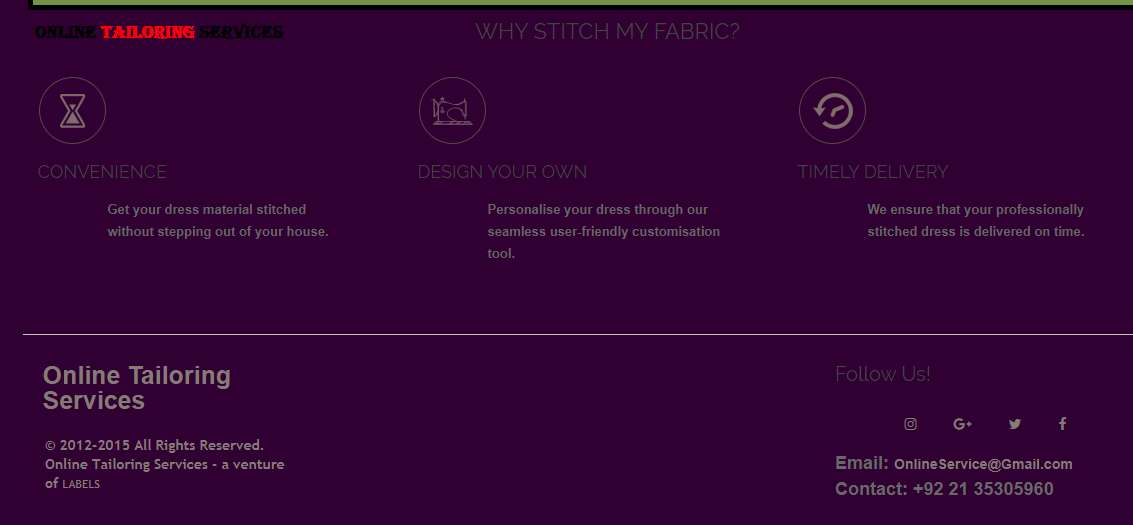 ONLINE TAILORING SERVICES
WHY STITCH MY FABRIC?
CONVENIENCE
Get your dress material stitched
without stepping out of your house.
DESIGN YOUR OWN
Personalise your dress through our
seamless user-friendly customisation
tool.
TIMELY DELIVERY
We ensure that your professionally
stitched dress is delivered on time.
Online Tailoring
Services
© 2012-2015 All Rights Reserved.
Online Tailoring Services - a venture
of LABELS
Follow Us!
Email: OnlineService@Gmail.com
Contact: +92 21 35305960